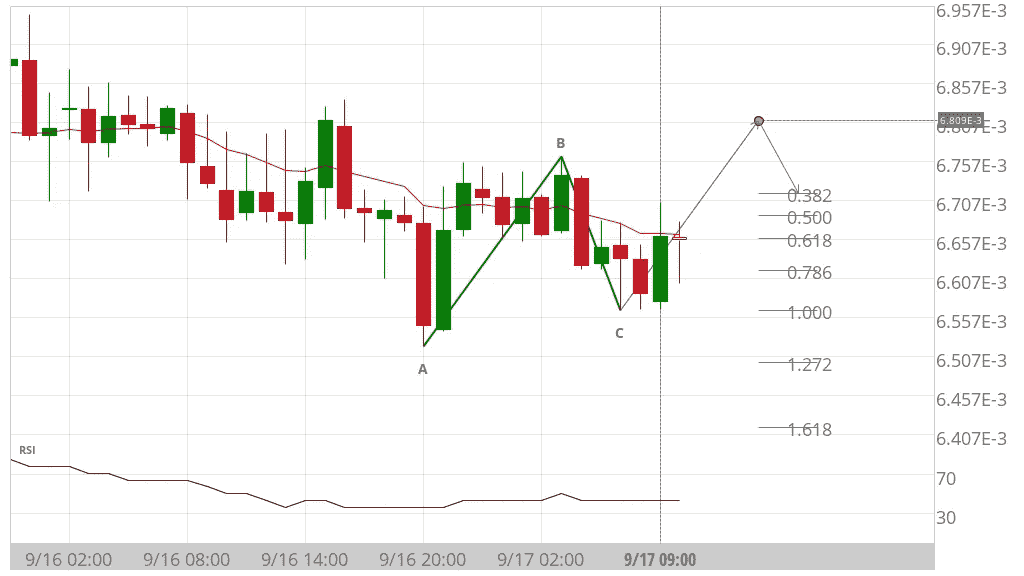 6.957E-3
6.907E-3
6.857E-3
6.809E-3
6.807E-3
6.757E-3
6.707E-3
6.657E-3
6.607E-3
6.557E-3
6.507E-3
6.457E-3
6.407E-3
B
A
C
0.382
0.500
0.618
0.786
1.000
1.272
1.618
RSI
70
30
9/16 02:00 9/16 08:00 9/16 14:00 9/16 20:00 9/17 02:00 9/17 09:00